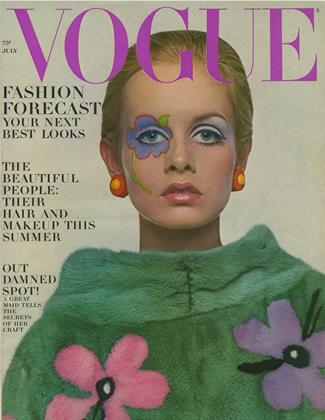 VOGUE
75¢
JULY
FASHION
FORECAST
YOUR NEXT
BEST LOOKS
THE
BEAUTIFUL
PEOPLE:
THEIR
HAIR AND
MAKEUP THIS
SUMMER
OUT
DAMNED
SPOT!
A GREAT
MAID TELLS
THE
SECRETS
OF HER
CRAFT